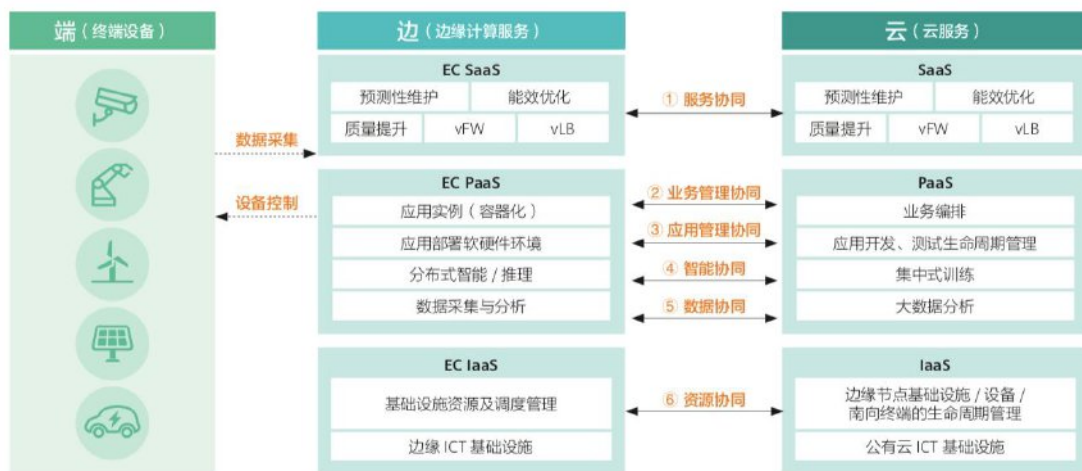 端（终端设备）
边（边缘计算服务）
云（云服务）
数据采集
设备控制
EC SaaS
预测性维护
能效优化
质量提升
vFW
vLB
① 服务协同
SaaS
预测性维护
能效优化
质量提升
vFW
vLB
EC PaaS
应用实例（容器化）
应用部署软硬件环境
分布式智能 / 推理
数据采集与分析
② 业务管理协同
③ 应用管理协同
④ 智能协同
⑤ 数据协同
PaaS
业务编排
应用开发、测试生命周期管理
集中式训练
大数据分析
EC IaaS
基础设施资源及调度管理
边缘 ICT 基础设施
⑥ 资源协同
IaaS
边缘节点基础设施 / 设备 /
南向终端的生命周期管理
公有云 ICT 基础设施